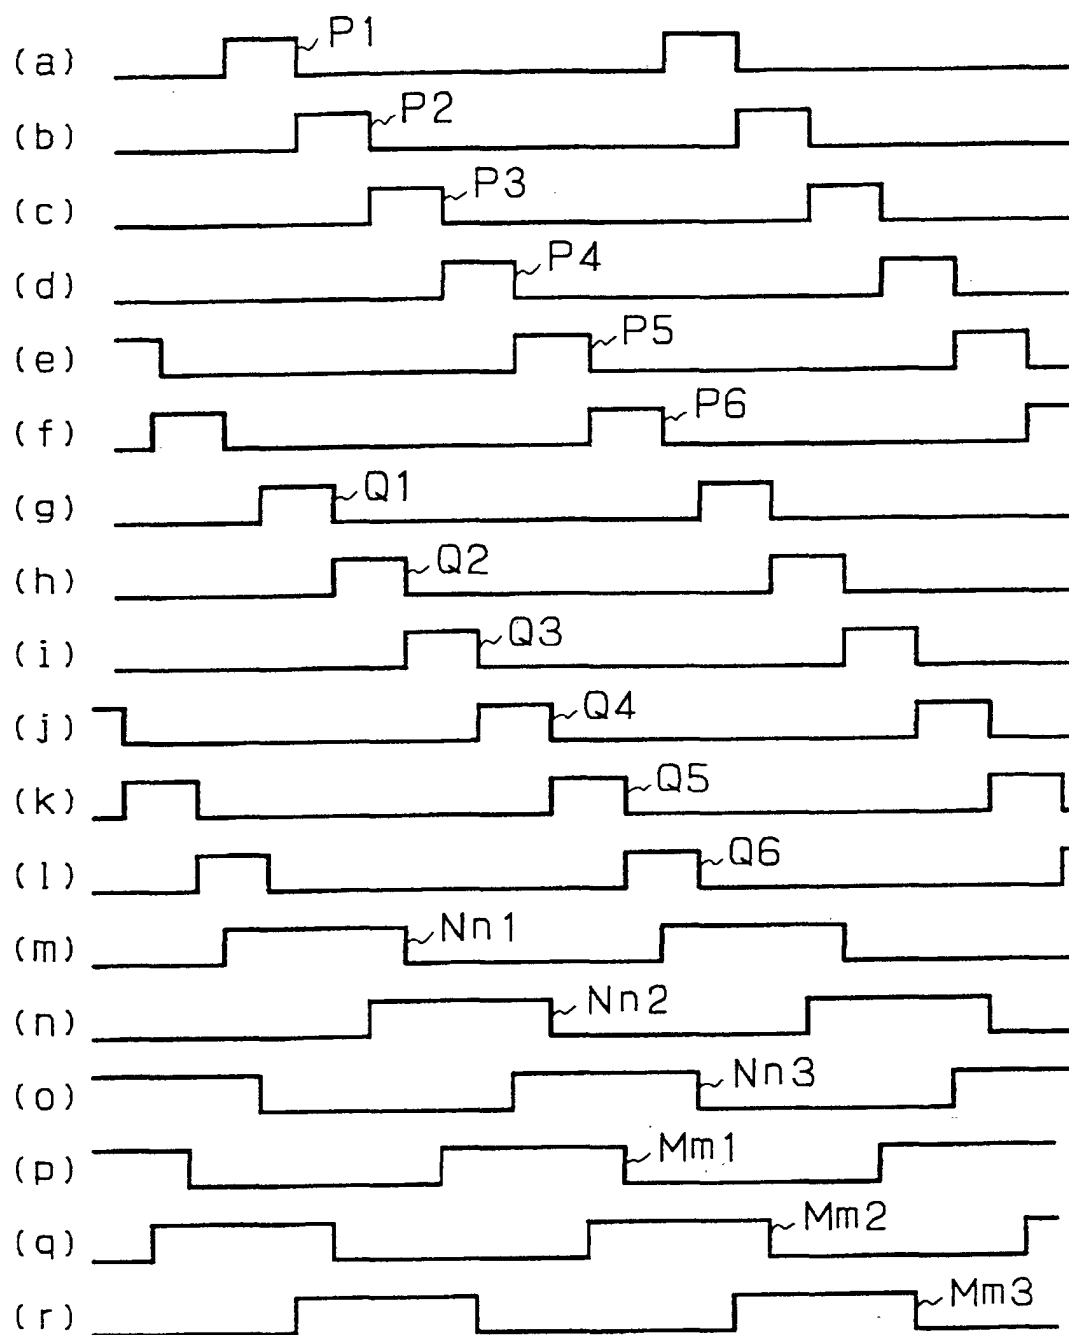 (a) P1
(b) P2
(c) P3
(d) P4
(e) P5
(f) P6
(g) Q1
(h) Q2
(i) Q3
(j) Q4
(k) Q5
(l) Q6
(m) Nn1
(n) Nn2
(o) Nn3
(p) Mm1
(q) Mm2
(r) Mm3